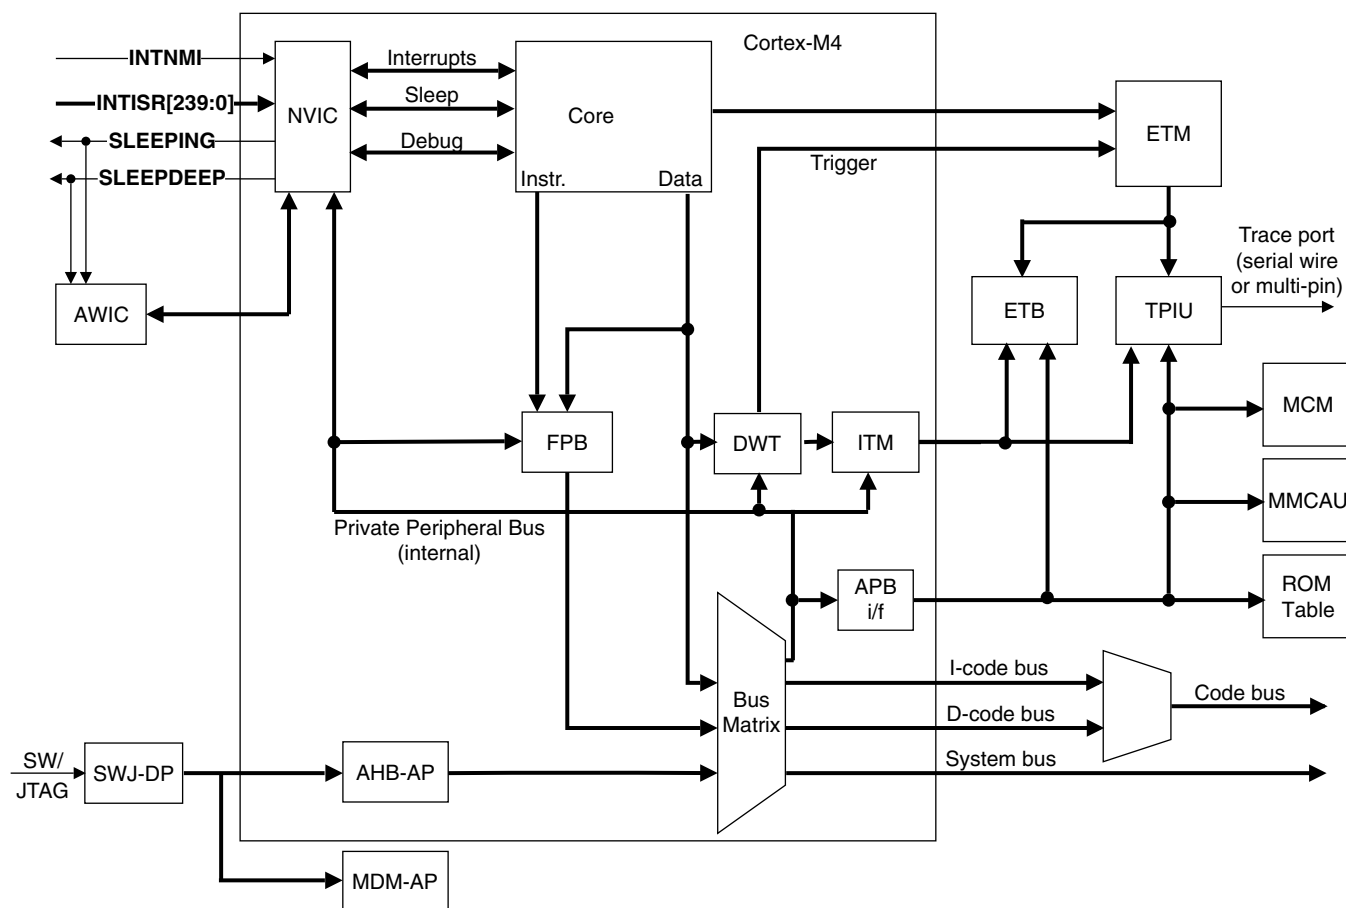 Cortex-M4
INTNMI
INTISR[239:0]
SLEEPING
SLEEPDEEP
NVIC
Interrupts
Sleep
Debug
Core
Instr.
Data
ETM
Trigger
Trace port
(serial wire
or multi-pin)
AWIC
ETB
TPIU
MCM
FPB
DWT
ITM
MMCAU
Private Peripheral Bus
(internal)
APB
i/f
ROM
Table
I-code bus
Code bus
Bus
Matrix
D-code bus
System bus
SW/
JTAG
SWJ-DP
AHB-AP
MDM-AP